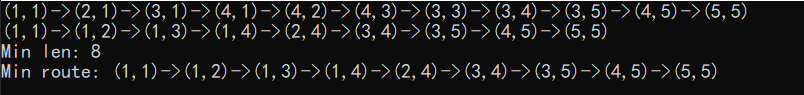 (1,1)->(2,1)->(3,1)->(4,1)->(4,2)->(4,3)->(3,3)->(3,4)->(3,5)->(4,5)->(5,5)
(1,1)->(1,2)->(1,3)->(1,4)->(2,4)->(3,4)->(3,5)->(4,5)->(5,5)
Min len: 8
Min route: (1,1)->(1,2)->(1,3)->(1,4)->(2,4)->(3,4)->(3,5)->(4,5)->(5,5)